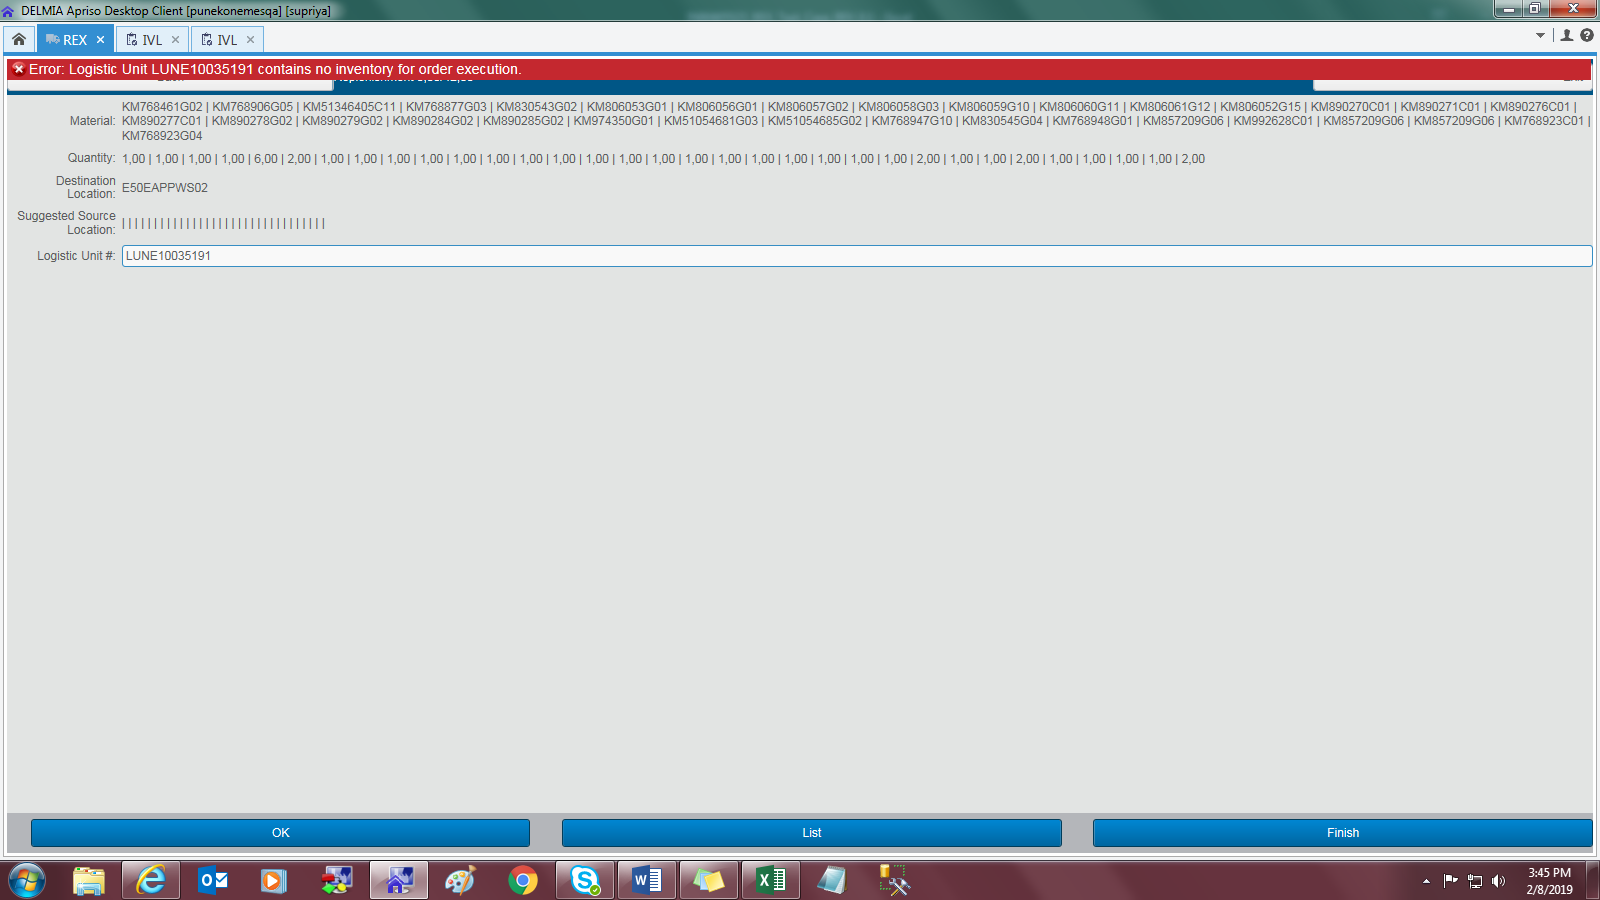 DELMIA Apriso Desktop Client [punekonemesqa] [supriya]
REX
IVL
IVL
Error: Logistic Unit LUNE10035191 contains no inventory for order execution.
Material:
KM768461G02 | KM768906G05 | KM51346405C11 | KM768877G03 | KM830543G02 | KM806053G01 | KM806056G01 | KM806057G02 | KM806058G03 | KM806059G10 | KM806060G11 | KM806061G12 | KM806052G15 | KM890270C01 | KM890271C01 | KM890276C01 |
KM890277C01 | KM890278G02 | KM890279G02 | KM890284G02 | KM890285G02 | KM974350G01 | KM51054681G03 | KM51054685G02 | KM768947G10 | KM830545G04 | KM768948G01 | KM857209G06 | KM992628C01 | KM857209G06 | KM857209G06 | KM768923C01 |
KM768923G04
Quantity:
1,00 | 1,00 | 1,00 | 1,00 | 6,00 | 2,00 | 1,00 | 1,00 | 1,00 | 1,00 | 1,00 | 1,00 | 1,00 | 1,00 | 1,00 | 1,00 | 1,00 | 1,00 | 1,00 | 1,00 | 1,00 | 1,00 | 1,00 | 1,00 | 2,00 | 1,00 | 1,00 | 2,00 | 1,00 | 1,00 | 1,00 | 1,00 | 2,00
Destination
Location:
E50EAPPWS02
Suggested Source
Location:
| | | | | | | | | | | | | | | | | | | | | | | | | | | | | | | |
Logistic Unit #:
LUNE10035191
OK
List
Finish
3:45 PM
2/8/2019